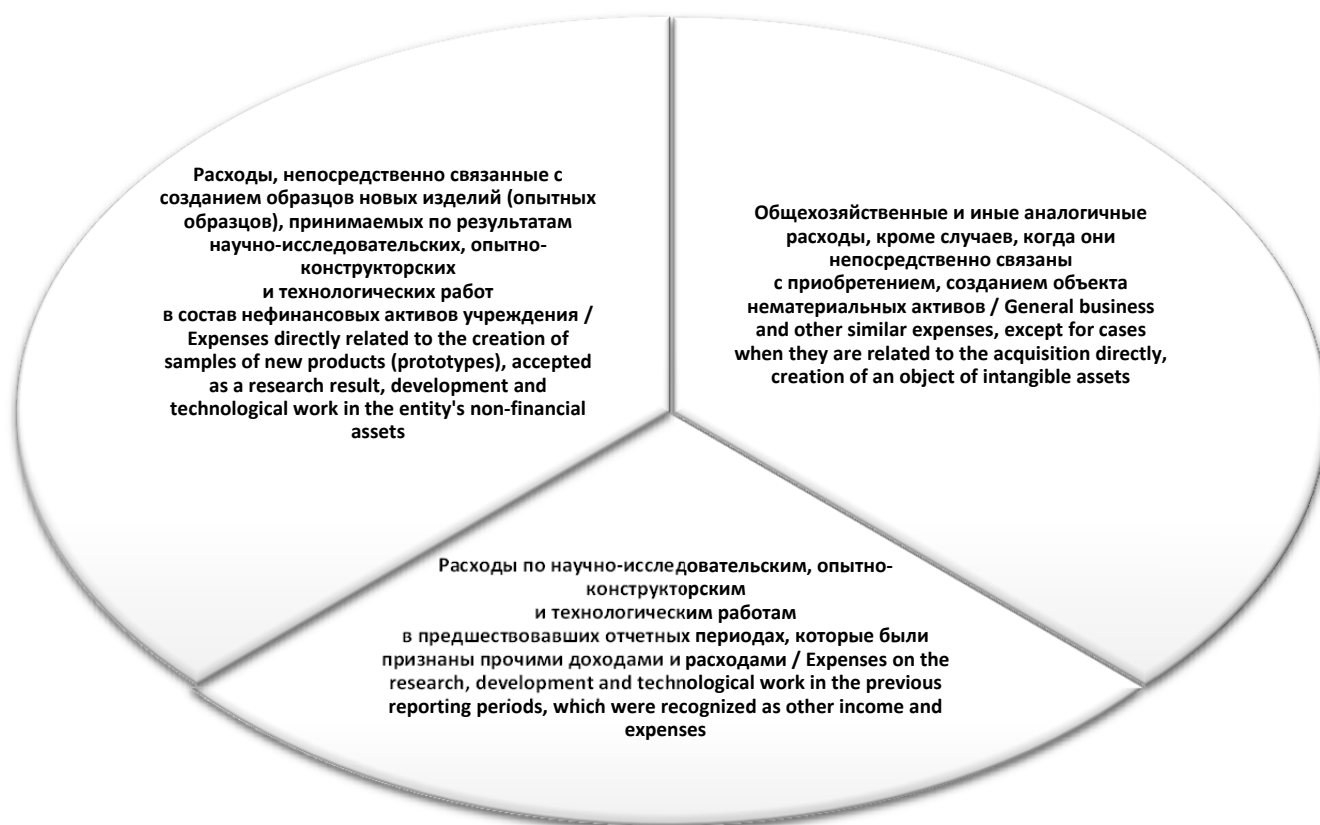 Расходы, непосредственно связанные с
созданием образцов новых изделий (опытных
образцов), принимаемых по результатам
научно-исследовательских, опытно-
конструкторских
и технологических работ
в состав нефинансовых активов учреждения /
Expenses directly related to the creation of
samples of new products (prototypes), accepted
as a research result, development and
technological work in the entity's non-financial
assets
Общехозяйственные и иные аналогичные
расходы, кроме случаев, когда они
непосредственно связаны
с приобретением, созданием объекта
нематериальных активов / General business
and other similar expenses, except for cases
when they are related to the acquisition directly,
creation of an object of intangible assets
Расходы по научно-исследовательским, опытно-
конструкторским
и технологическим работам
в предшествовавших отчетных периодах, которые были
признаны прочими доходами и расходами / Expenses on the
research, development and technological work in the previous
reporting periods, which were recognized as other income and
expenses